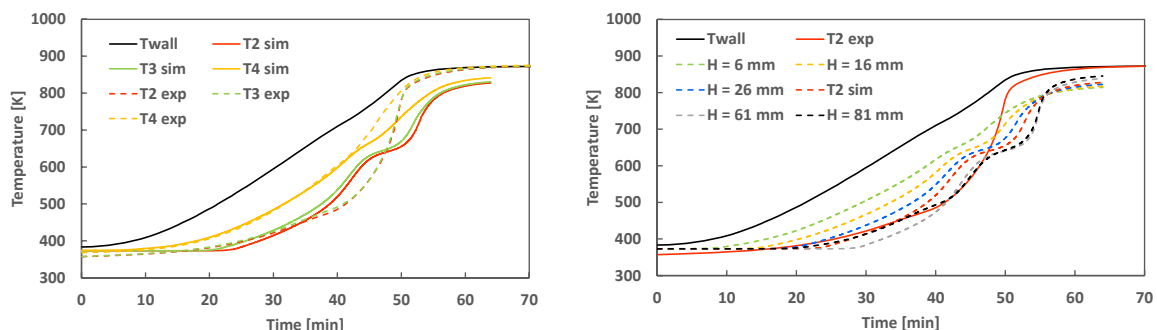 1000
900
800
700
600
500
400
300
Temperature [K]
Twall
T2 sim
T3 sim
T4 sim
T2 exp
T3 exp
T4 exp
0 10 20 30 40 50 60 70
Time [min]
1000
900
800
700
600
500
400
300
Temperature [K]
Twall
T2 exp
H = 6 mm
H = 16 mm
H = 26 mm
T2 sim
H = 61 mm
H = 81 mm
0 10 20 30 40 50 60 70
Time [min]